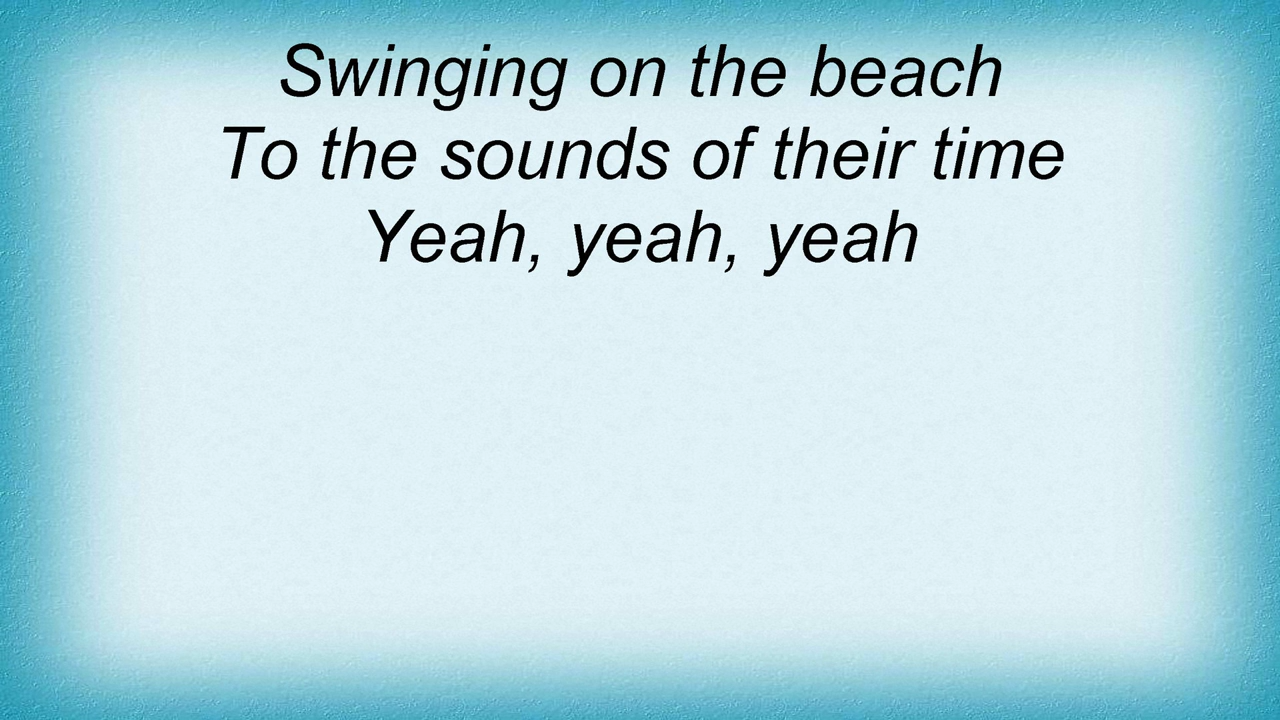 Swinging on the beach
To the sounds of their time
Yeah, yeah, yeah